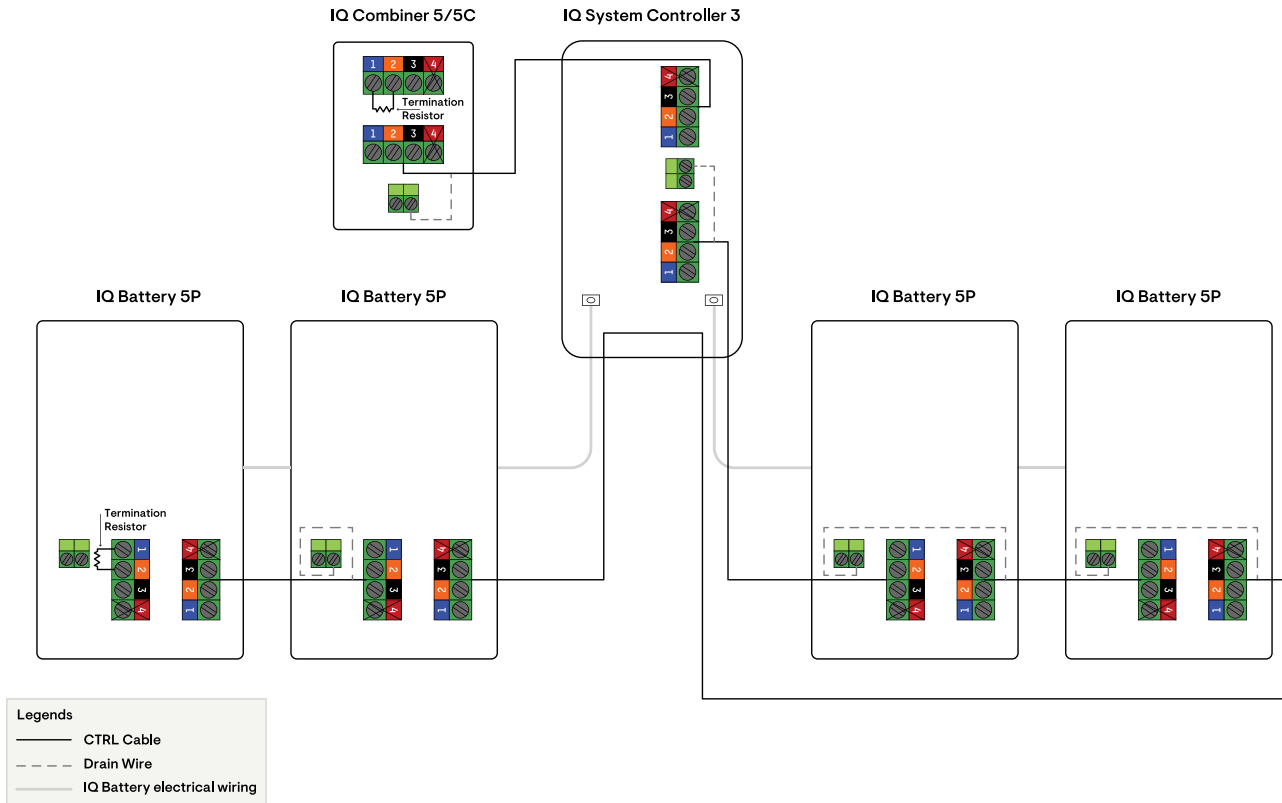 IQ Combiner 5/5C
IQ System Controller 3
1 2 3 4
Termination
Resistor
1 2 3 4
4
3
2
1
4
3
2
1
IQ Battery 5P
IQ Battery 5P
IQ Battery 5P
IQ Battery 5P
Termination
Resistor
1 4
2 3
3 2
4 1
1 4
2 3
3 2
4 1
1 4
2 3
3 2
4 1
1 4
2 3
3 2
4 1
Legends
CTRL Cable
Drain Wire
IQ Battery electrical wiring